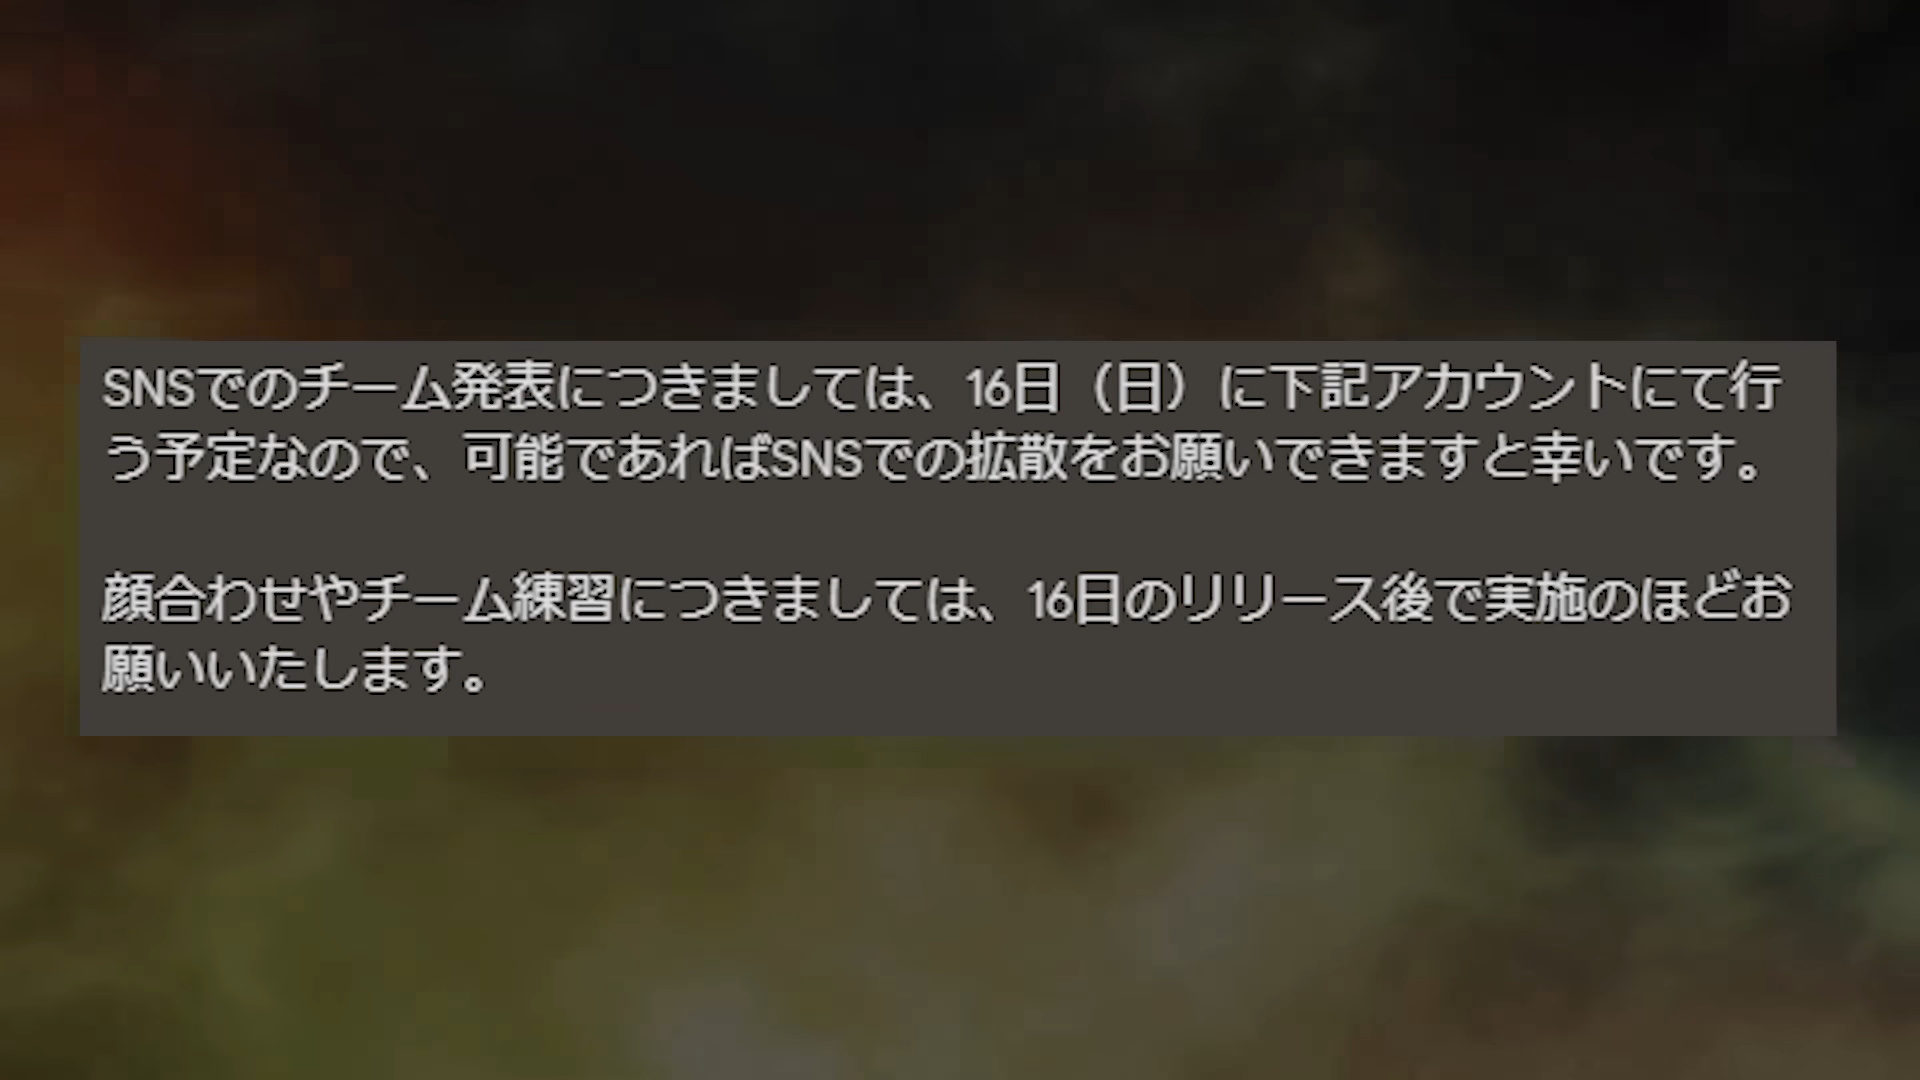 SNSでのチーム発表につきましては、16日（日）に下記アカウントにて行
う予定なので、可能であればSNSでの拡散をお願いできますと幸いです。
顔合わせやチーム練習につきましては、16日のリリース後で実施のほどお
願いいたします。